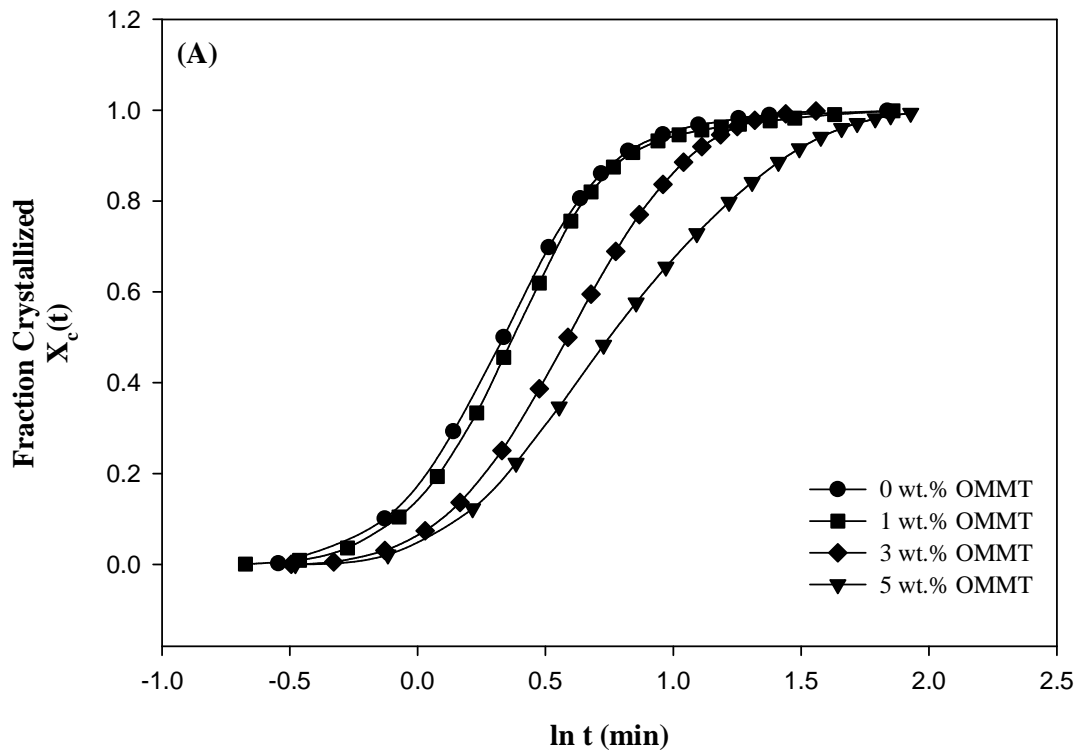 (A)
1.2
1.0
0.8
0.6
0.4
0.2
0.0
Fraction Crystallized
X_c(t)
0 wt.% OMMT
1 wt.% OMMT
3 wt.% OMMT
5 wt.% OMMT
-1.0 -0.5 0.0 0.5 1.0 1.5 2.0 2.5
ln t (min)